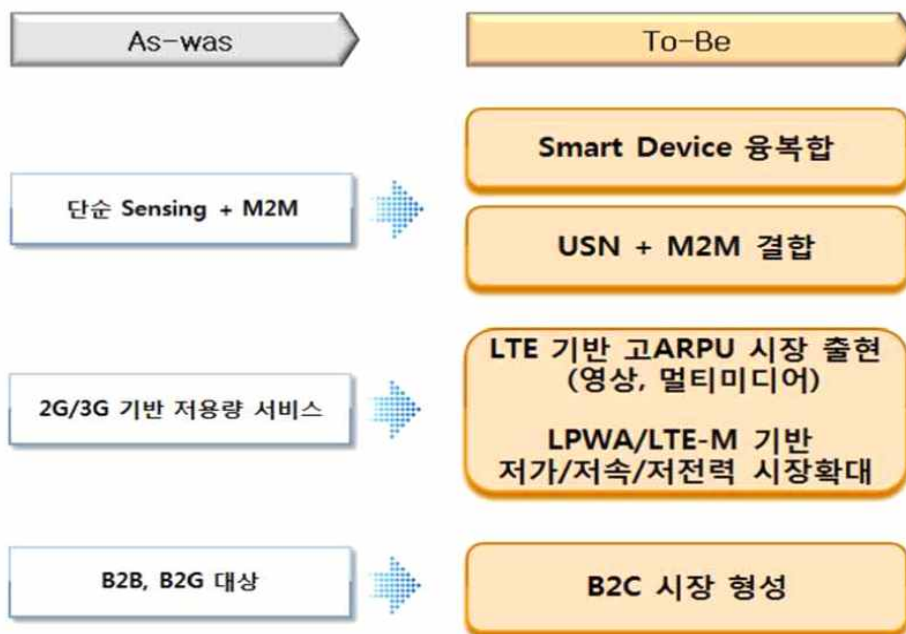 As-was
To-Be
단순 Sensing + M2M
Smart Device 융복합
USN + M2M 결합
2G/3G 기반 저용량 서비스
LTE 기반 고ARPU 시장 출현
(영상, 멀티미디어)
LPWA/LTE-M 기반
저가/저속/저전력 시장확대
B2B, B2G 대상
B2C 시장 형성